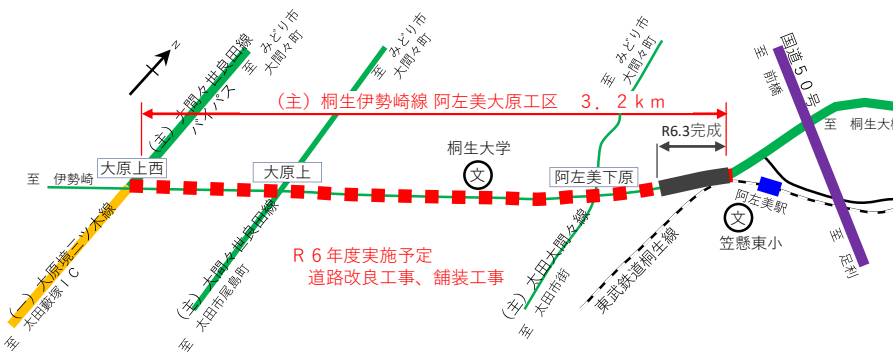 N
至 みどり市
大間々町
至 みどり市
大間々町
至 みどり市
大間々町
国道50号
至 前橋
(主)大間々世良田線
バイパス
(主)桐生伊勢崎線 阿左美大原工区 3.2km
R6.3完成
至 桐生大橋
桐生大学
文
大原上西
大原上
阿左美下原
至 伊勢崎
阿左美駅
文
笠懸東小
至 足利
(一)大原境三ツ木線
至 太田藪塚IC
(主)大間々世良田線
至 太田市尾島町
R6年度実施予定
道路改良工事、舗装工事
(主)太田大間々線
至 太田市街
東武鉄道桐生線